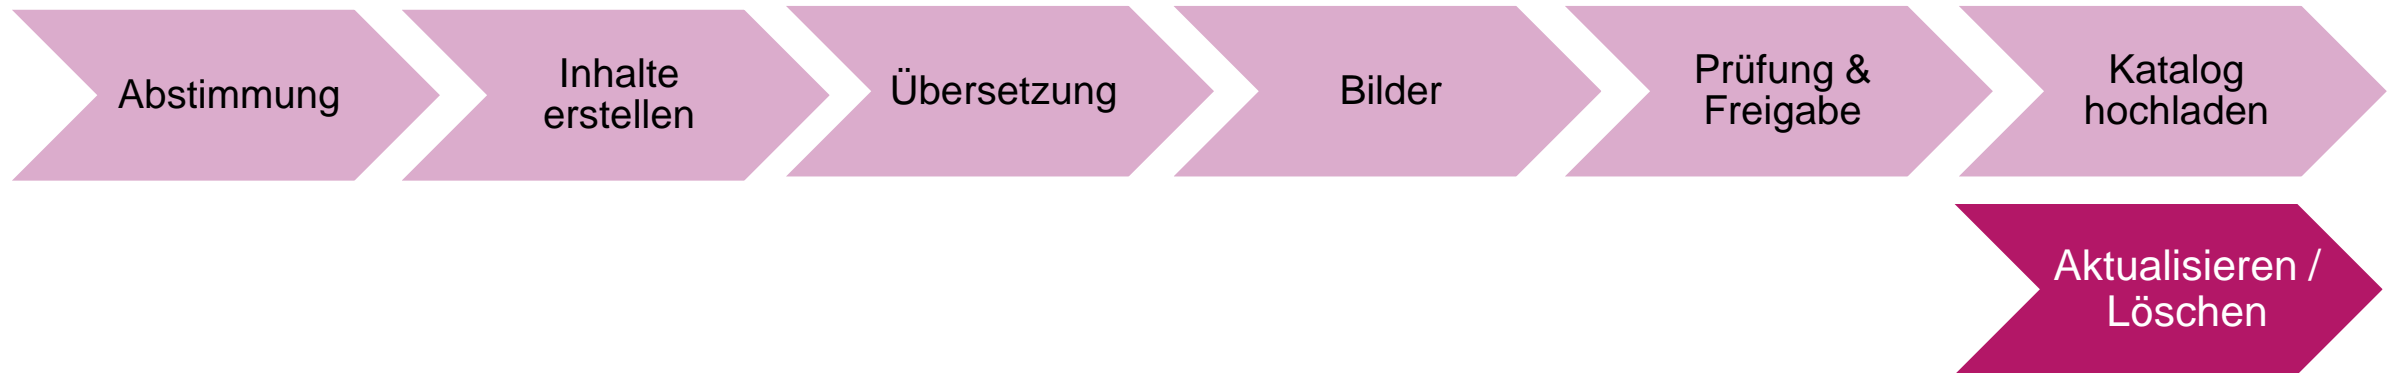 Abstimmung
Inhalte
erstellen
Übersetzung
Bilder
Prüfung &
Freigabe
Katalog
hochladen
Aktualisieren /
Löschen